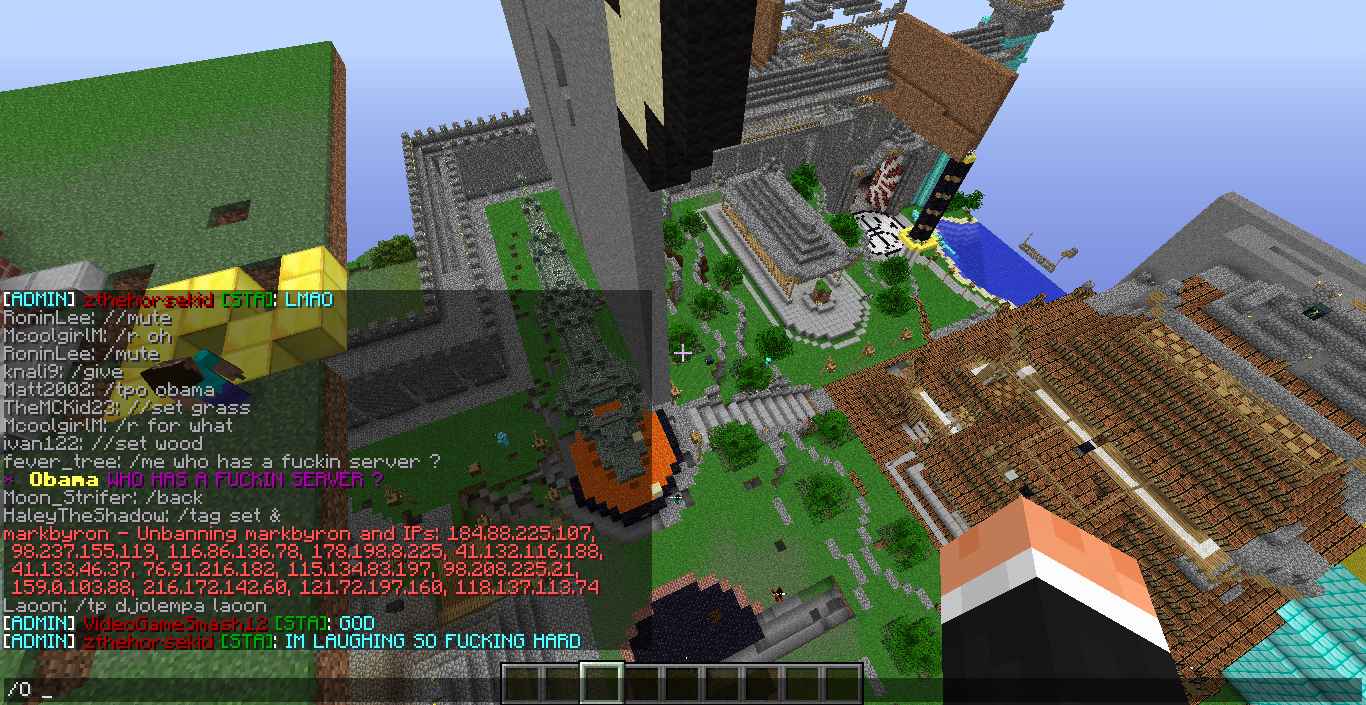 [ADMIN] zthehorsekid [STA]: LMAO
RoninLee: //mute
McoolgirlM: /r oh
RoninLee: /mute
knali9: /give
Matt2002: /tpo obama
TheMCKid23: //set grass
McoolgirlM: /r for what
ivan122: //set wood
fever_tree: /me who has a fuckin server ?
* Obama WHO HAS A FUCKIN SERVER ?
Moon_Strifer: /back
HaleyTheShadow: /tag set &
markbyron - Unbanning markbyron and IPs: 184.88.225.107,
98.237.155.119, 116.86.136.78, 178.198.8.225, 41.132.116.188,
41.133.46.37, 76.91.216.182, 115.134.83.197, 98.208.225.21,
159.0.103.88, 216.172.142.60, 121.72.197.160, 118.137.113.74
Laoon: /tp djolempa laoon
[ADMIN] VideoGameSmash12 [STA]: GOD
[ADMIN] zthehorsekid [STA]: IM LAUGHING SO FUCKING HARD
/O _